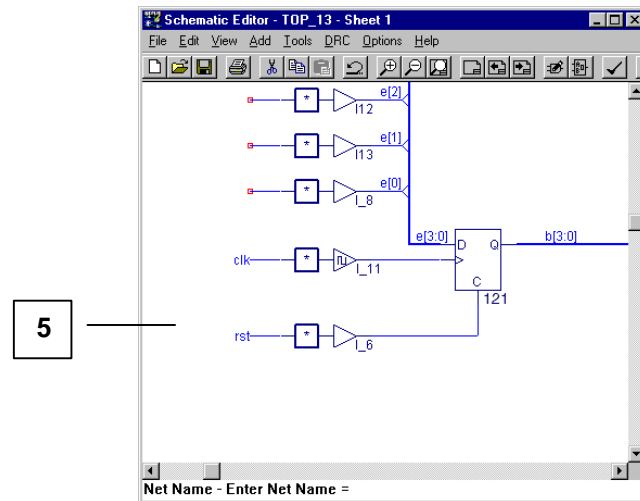 Schematic Editor - TOP_13 - Sheet 1
File Edit View Add Tools DRC Options Help
e[2]
* I12
e[1]
* I13
e[0]
* I_8
e[3:0] D Q b[3:0]
clk * I_11
C
121
5
rst * I_6
Net Name - Enter Net Name =